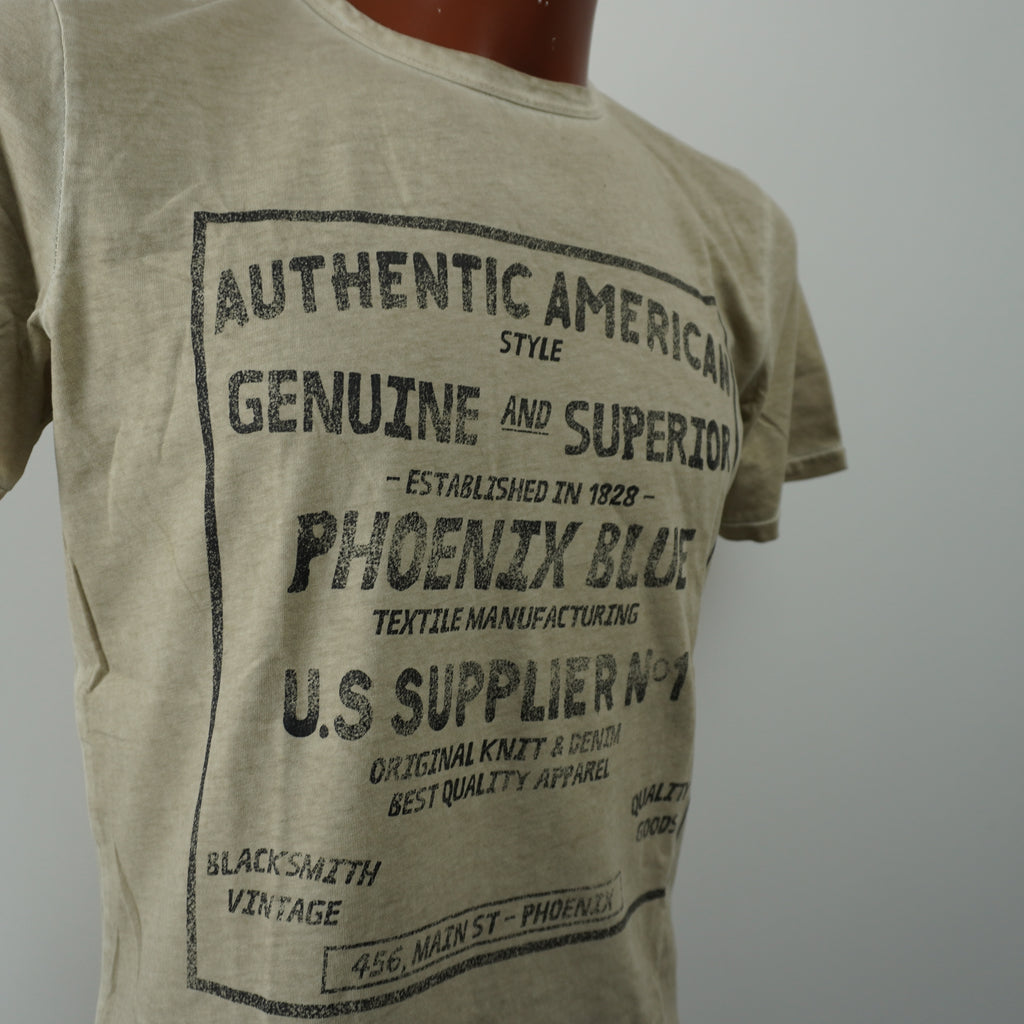 AUTHENTIC AMERICAN
STYLE
GENUINE AND SUPERIOR
- ESTABLISHED IN 1828 -
PHOENIX BLUE
TEXTILE MANUFACTURING
U.S SUPPLIER Nº1
ORIGINAL KNIT & DENIM
BEST QUALITY APPAREL
QUALITY
GOODS
BLACKSMITH
VINTAGE
456, MAIN ST - PHOENIX